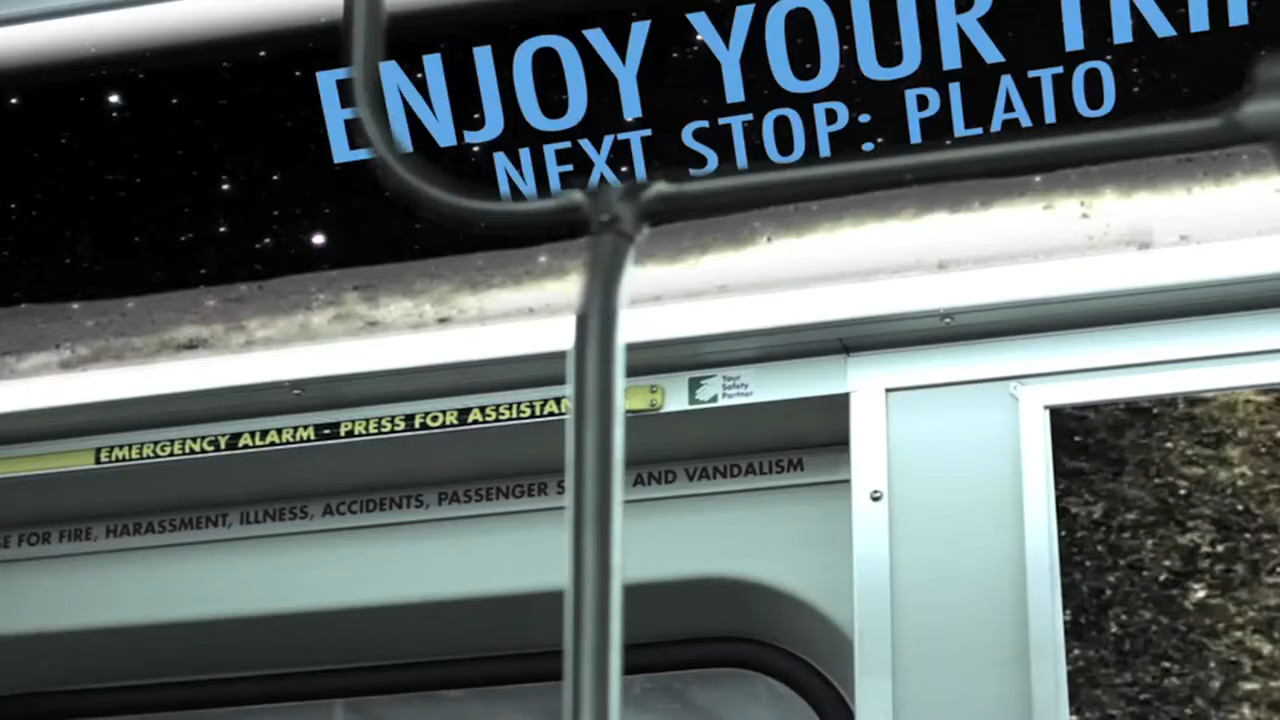 ENJOY YOUR TRIP
NEXT STOP: PLATO
EMERGENCY ALARM - PRESS FOR ASSISTAN
Your
Safety
Partner
FOR FIRE, HARASSMENT, ILLNESS, ACCIDENTS, PASSENGER AND VANDALISM